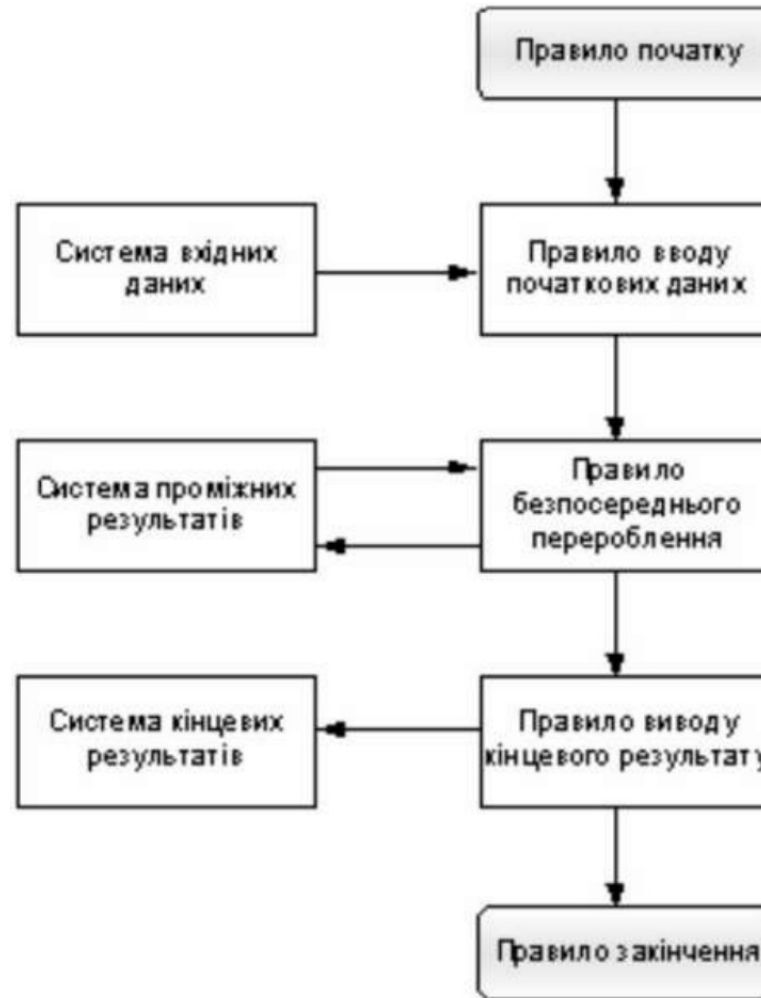 Правило початку
Система вхідних
даних
Правило вводу
початкових даних
Система проміжних
результатів
Правило
безпосереднього
перероблення
Система кінцевих
результатів
Правило виводу
кінцевого результату
Правило закінчення